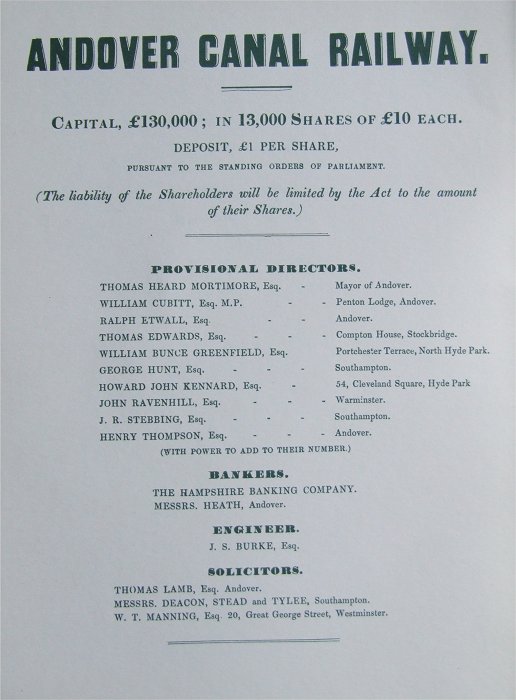 ANDOVER CANAL RAILWAY.
CAPITAL, £130,000; IN 13,000 SHARES OF £10 EACH.
DEPOSIT, £1 PER SHARE,
PURSUANT TO THE STANDING ORDERS OF PARLIAMENT.
(The liability of the Shareholders will be limited by the Act to the amount
of their Shares.)
PROVISIONAL DIRECTORS.
THOMAS HEARD MORTIMORE, Esq. - Mayor of Andover.
WILLIAM CUBITT, Esq. M.P. - - Penton Lodge, Andover.
RALPH ETWALL, Esq. - - Andover.
THOMAS EDWARDS, Esq. - - - Compton House, Stockbridge.
WILLIAM BUNCE GREENFIELD, Esq. Portchester Terrace, North Hyde Park.
GEORGE HUNT, Esq. - - - Southampton.
HOWARD JOHN KENNARD, Esq. - 54, Cleveland Square, Hyde Park
JOHN RAVENHILL, Esq. - - - Warminster.
J. R. STEBBING, Esq. - - - - Southampton.
HENRY THOMPSON, Esq. - - - Andover.
(WITH POWER TO ADD TO THEIR NUMBER.)
BANKERS.
THE HAMPSHIRE BANKING COMPANY.
MESSRS. HEATH, Andover.
ENGINEER.
J. S. BURKE, Esq.
SOLICITORS.
THOMAS LAMB, Esq. Andover.
MESSRS. DEACON, STEAD and TYLEE, Southampton.
W. T. MANNING, Esq. 20, Great George Street, Westminster.